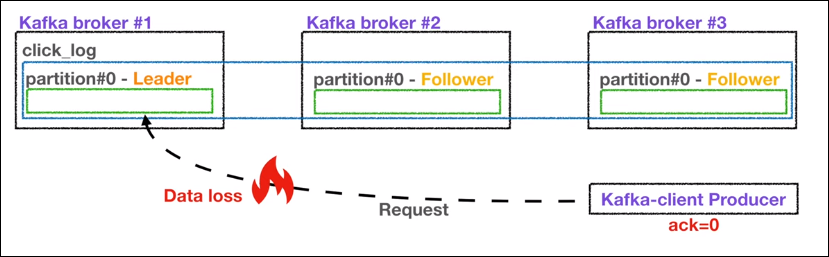 Kafka broker #1
Kafka broker #2
Kafka broker #3
click_log
partition#0 - Leader
partition#0 - Follower
partition#0 - Follower
Data loss
Request
Kafka-client Producer
ack=0